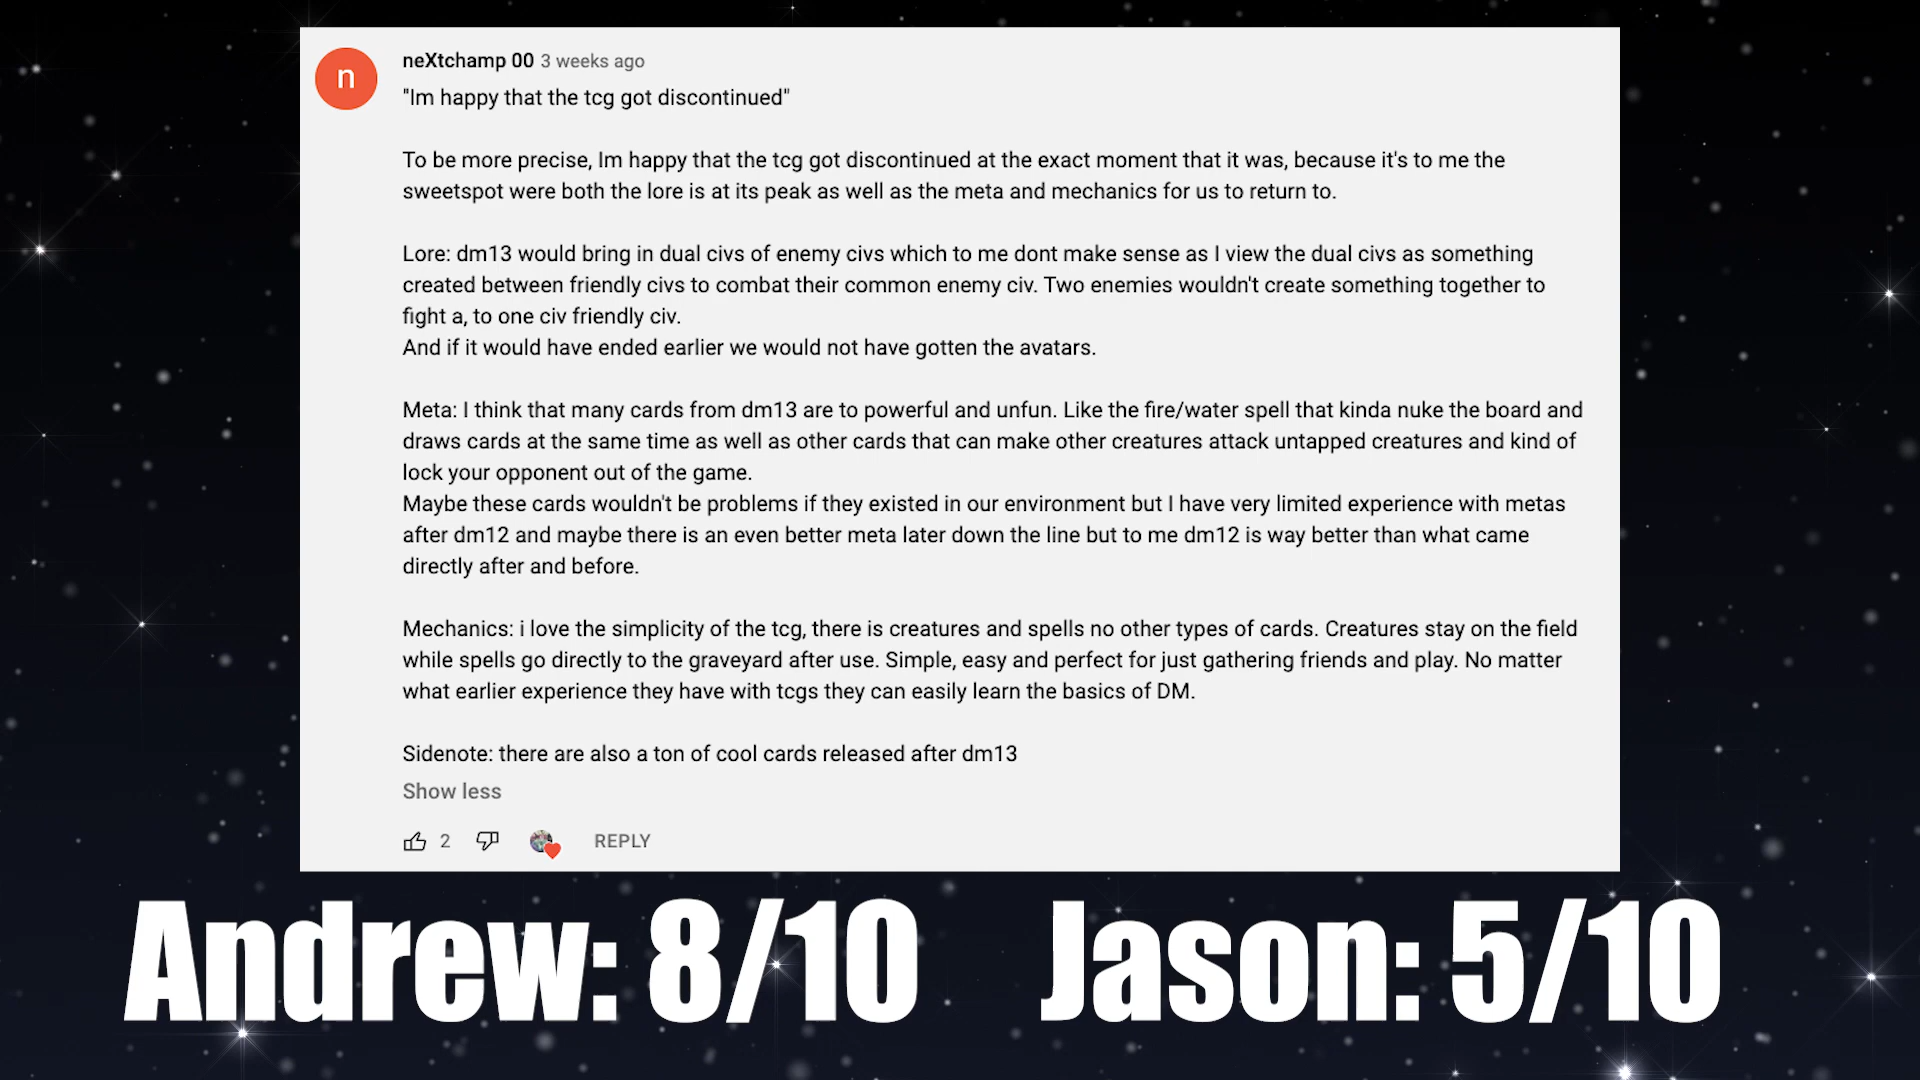 n
neXtchamp 00 3 weeks ago
"Im happy that the tcg got discontinued"
To be more precise, Im happy that the tcg got discontinued at the exact moment that it was, because it's to me the
sweetspot were both the lore is at its peak as well as the meta and mechanics for us to return to.
Lore: dm13 would bring in dual civs of enemy civs which to me dont make sense as I view the dual civs as something
created between friendly civs to combat their common enemy civ. Two enemies wouldn't create something together to
fight a, to one civ friendly civ.
And if it would have ended earlier we would not have gotten the avatars.
Meta: I think that many cards from dm13 are to powerful and unfun. Like the fire/water spell that kinda nuke the board and
draws cards at the same time as well as other cards that can make other creatures attack untapped creatures and kind of
lock your opponent out of the game.
Maybe these cards wouldn't be problems if they existed in our environment but I have very limited experience with metas
after dm12 and maybe there is an even better meta later down the line but to me dm12 is way better than what came
directly after and before.
Mechanics: i love the simplicity of the tcg, there is creatures and spells no other types of cards. Creatures stay on the field
while spells go directly to the graveyard after use. Simple, easy and perfect for just gathering friends and play. No matter
what earlier experience they have with tcgs they can easily learn the basics of DM.
Sidenote: there are also a ton of cool cards released after dm13
Show less
2 REPLY
Andrew: 8/10 Jason: 5/10